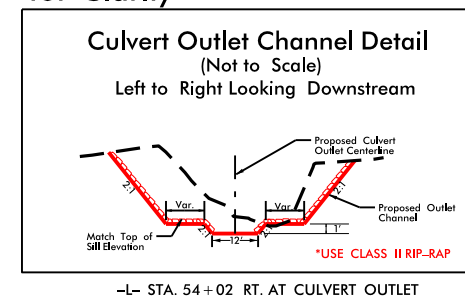 Culvert Outlet Channel Detail
(Not to Scale)
Left to Right Looking Downstream
Proposed Culvert
Outlet Centerline
2:1
Var.
Var.
2:1
Proposed Outlet
Channel
Match Top of
Sill Elevation
2:1
12'
2:1
1'
*USE CLASS II RIP-RAP
-L- STA. 54+02 RT. AT CULVERT OUTLET